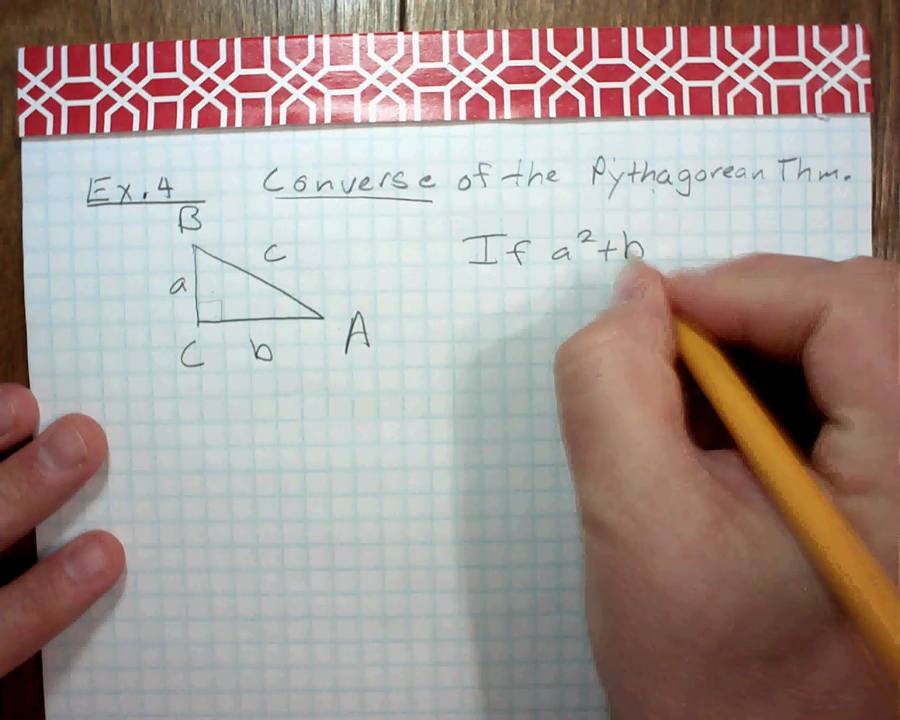 Ex. 4
Converse of the Pythagorean Thm.
B
c
If a²+b
a
C
b
A